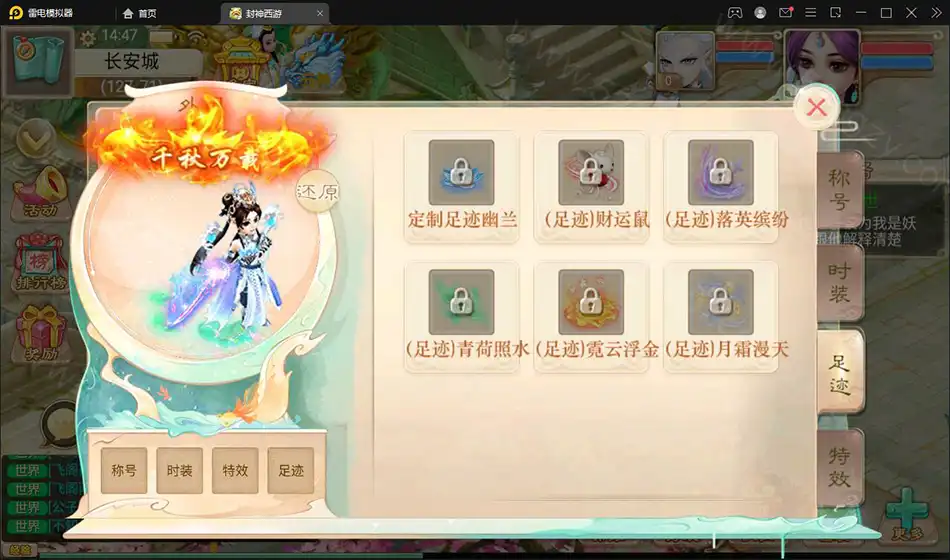 雷电模拟器
首页
封神西游
14:47
长安城
外
千秋万载
还原
定制足迹幽兰
(足迹)财运鼠
(足迹)落英缤纷
(足迹)青荷照水
(足迹)霓云浮金
(足迹)月霜漫天
称号
时装
足迹
特效
称号
时装
特效
足迹
活动
排行榜
奖励
0
为我是妖
解释清楚
世界
世界
世界
世界
更多
经验